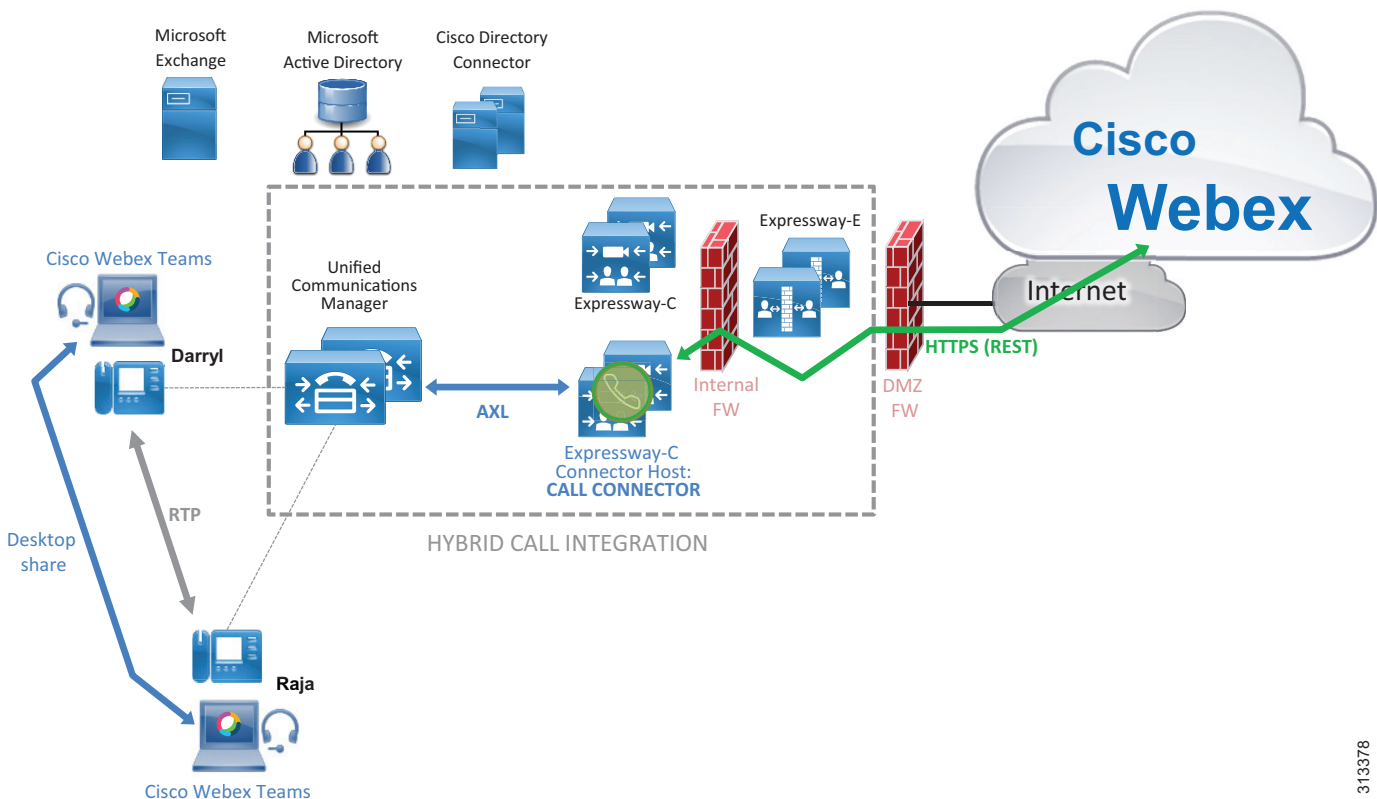 Microsoft
Exchange
Microsoft
Active Directory
Cisco Directory
Connector
Cisco
Webex
Internet
Expressway-E
Expressway-C
Unified
Communications
Manager
Cisco Webex Teams
Darryl
AXL
HTTPS (REST)
Internal
FW
DMZ
FW
Expressway-C
Connector Host:
CALL CONNECTOR
RTP
HYBRID CALL INTEGRATION
Desktop
share
Raja
Cisco Webex Teams
313378